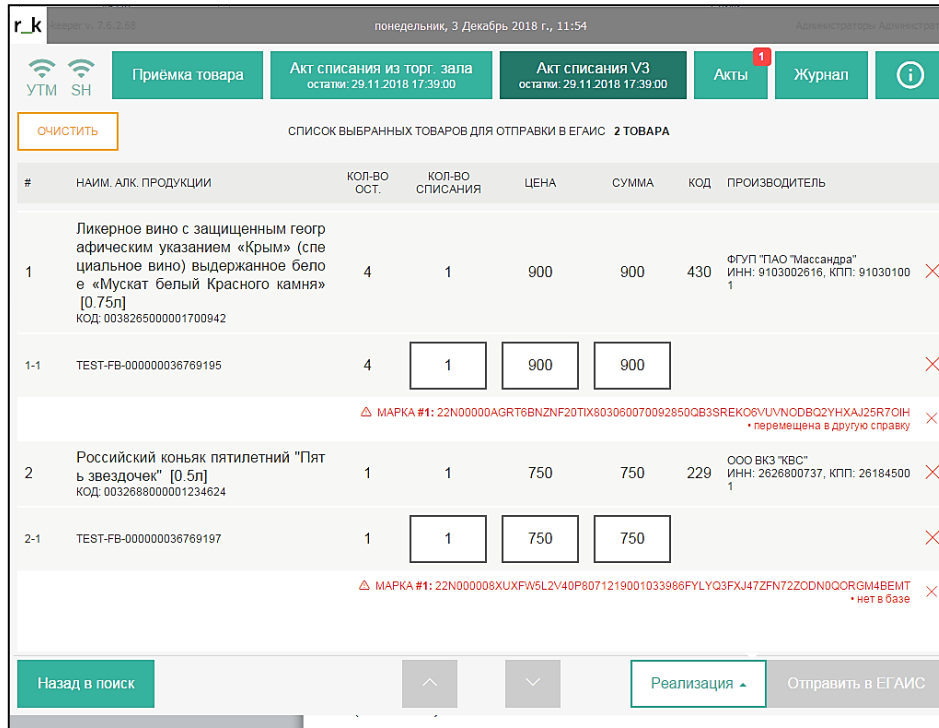 r_k
keeper v. 7.6.2.68
понедельник, 3 Декабрь 2018 г., 11:54
Администраторы Администрат
УТМ
SH
Приёмка товара
Акт списания из торг. зала
остатки: 29.11.2018 17:39:00
Акт списания V3
остатки: 29.11.2018 17:39:00
Акты
1
Журнал
ОЧИСТИТЬ
СПИСОК ВЫБРАННЫХ ТОВАРОВ ДЛЯ ОТПРАВКИ В ЕГАИС 2 ТОВАРА
# НАИМ. АЛК. ПРОДУКЦИИ КОЛ-ВО ОСТ. КОЛ-ВО СПИСАНИЯ ЦЕНА СУММА КОД ПРОИЗВОДИТЕЛЬ
Ликерное вино с защищенным геогр
афическим указанием «Крым» (спе
циальное вино) выдержанное бело
е «Мускат белый Красного камня»
[0.75л]
КОД: 0038265000001700942
1 4 1 900 900 430
ФГУП "ПАО "Массандра"
ИНН: 9103002616, КПП: 91030100
1
1-1 TEST-FB-000000036769195 4 1 900 900
МАРКА #1: 22N00000AGRT6BNZNF20TIX803060070092850QB3SREKO6VUVNODBQ2YHXAJ25R7OIH
• перемещена в другую справку
Российский коньяк пятилетний "Пят
ь звездочек" [0.5л]
КОД: 0032688000001234624
2 1 1 750 750 229
ООО ВКЗ "КВС"
ИНН: 2626800737, КПП: 26184500
1
2-1 TEST-FB-000000036769197 1 1 750 750
МАРКА #1: 22N000008XUXFW5L2V40P8071219001033986FYLYQ3FXJ47ZFN72ZODN0QORGM4BEMT
• нет в базе
Назад в поиск
Реализация
Отправить в ЕГАИС